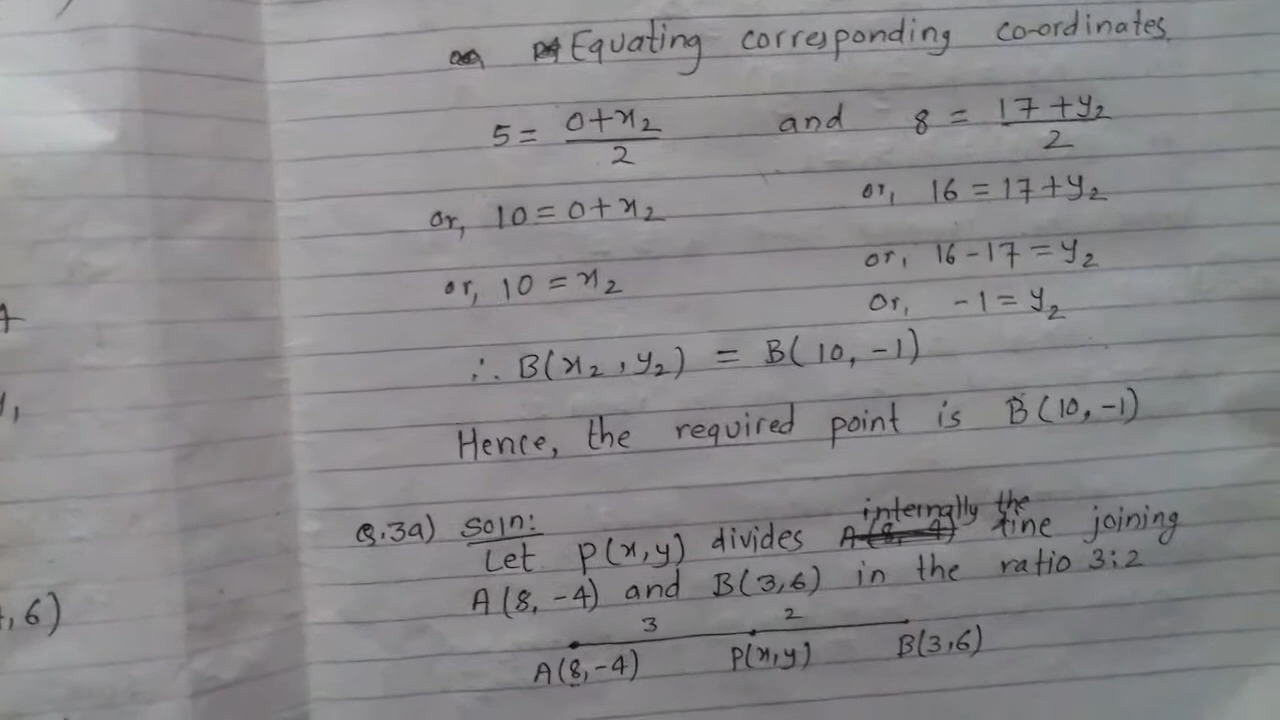 Equating corresponding co-ordinates
5 = (0+x₂)/2 and 8 = (17+y₂)/2
or, 10 = 0+x₂ or, 16 = 17+y₂
or, 10 = x₂ or, 16-17 = y₂
or, -1 = y₂
∴ B(x₂, y₂) = B(10, -1)
Hence, the required point is B(10, -1)
Q.3a) Soln:
Let P(x,y) divides internally the line joining
A(8, -4) and B(3,6) in the ratio 3:2
3 2
A(8,-4) P(x,y) B(3,6)
,6)